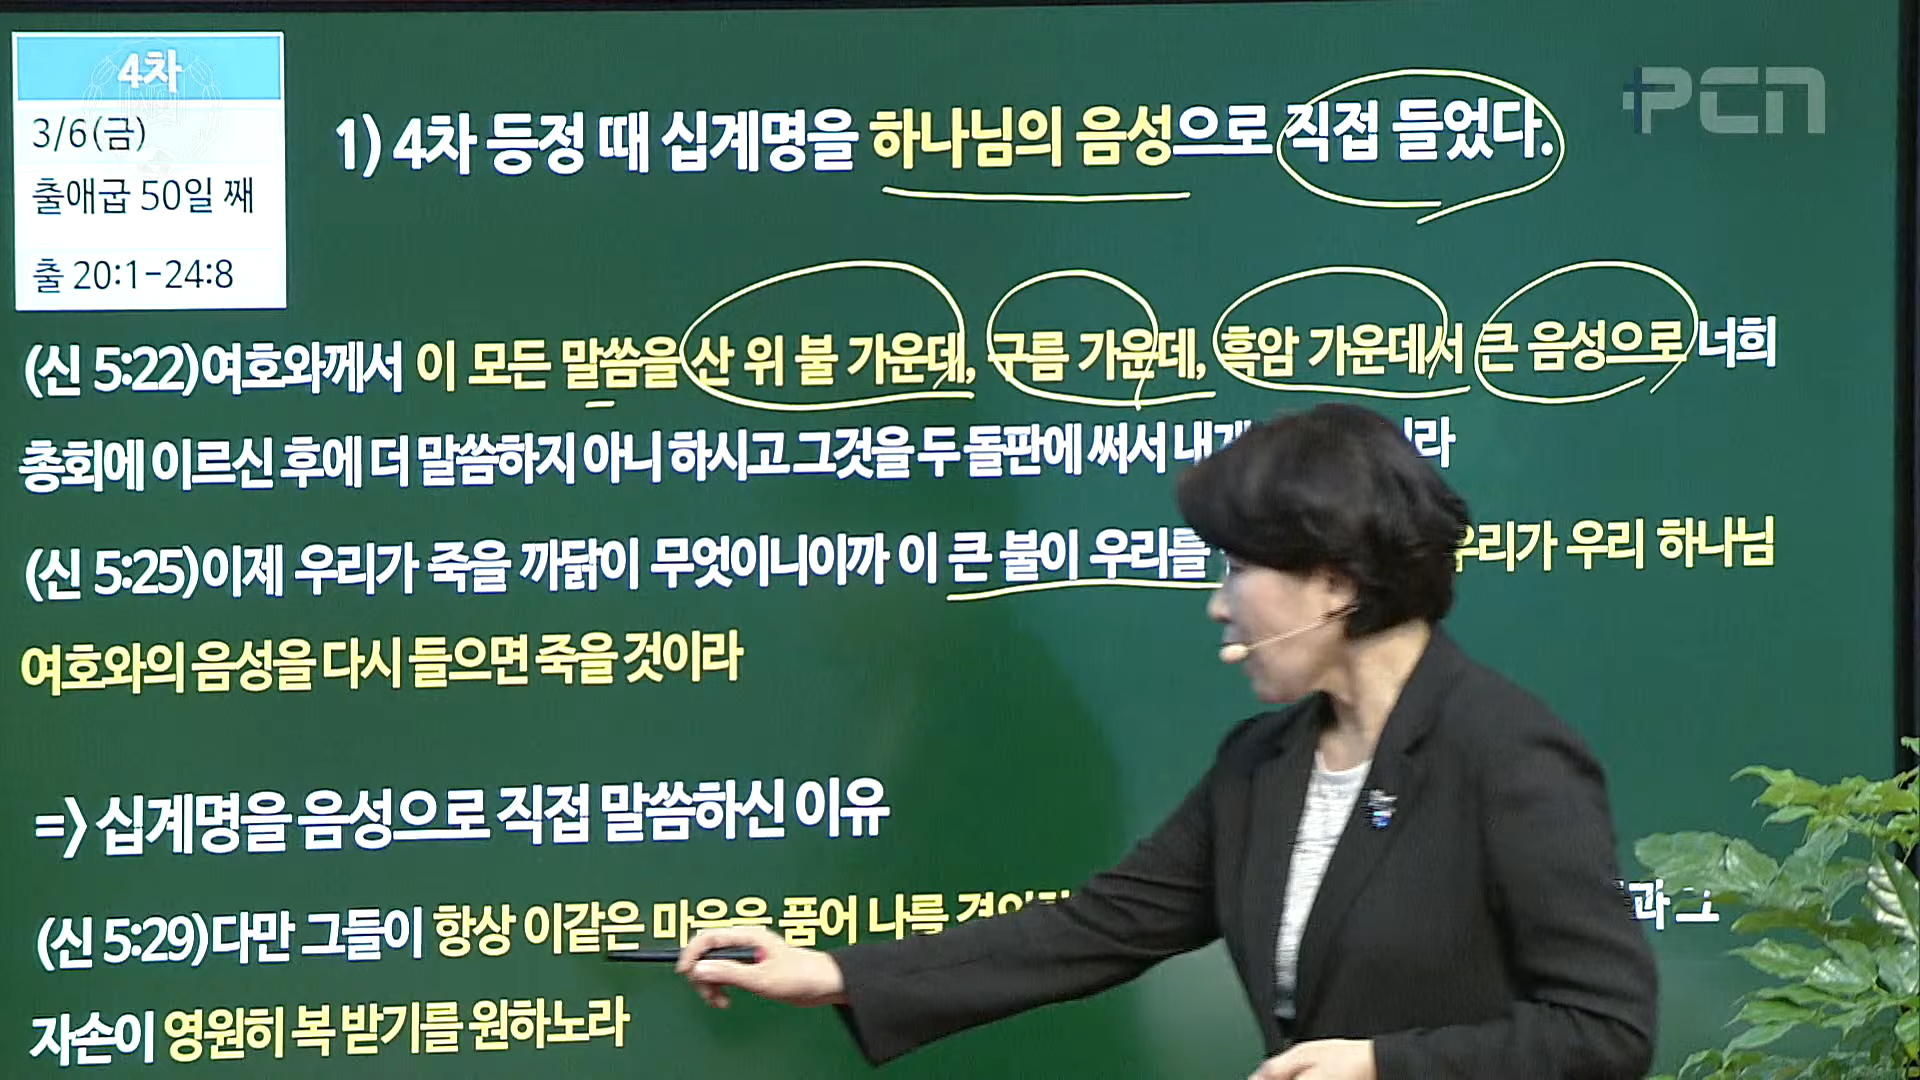 4차
3/6(금)
출애굽 50일 째
출 20:1-24:8
PCN
1) 4차 등정 때 십계명을 하나님의 음성으로 직접 들었다.
(신 5:22)여호와께서 이 모든 말씀을 산 위 불 가운데, 구름 가운데, 흑암 가운데서 큰 음성으로 너희
총회에 이르신 후에 더 말씀하지 아니 하시고 그것을 두 돌판에 써서 내게
(신 5:25)이제 우리가 죽을 까닭이 무엇이니이까 이 큰 불이 우리를 우리가 우리 하나님
여호와의 음성을 다시 들으면 죽을 것이라
=> 십계명을 음성으로 직접 말씀하신 이유
(신 5:29)다만 그들이 항상 이같은 마음을 품어 나를 그
자손이 영원히 복 받기를 원하노라